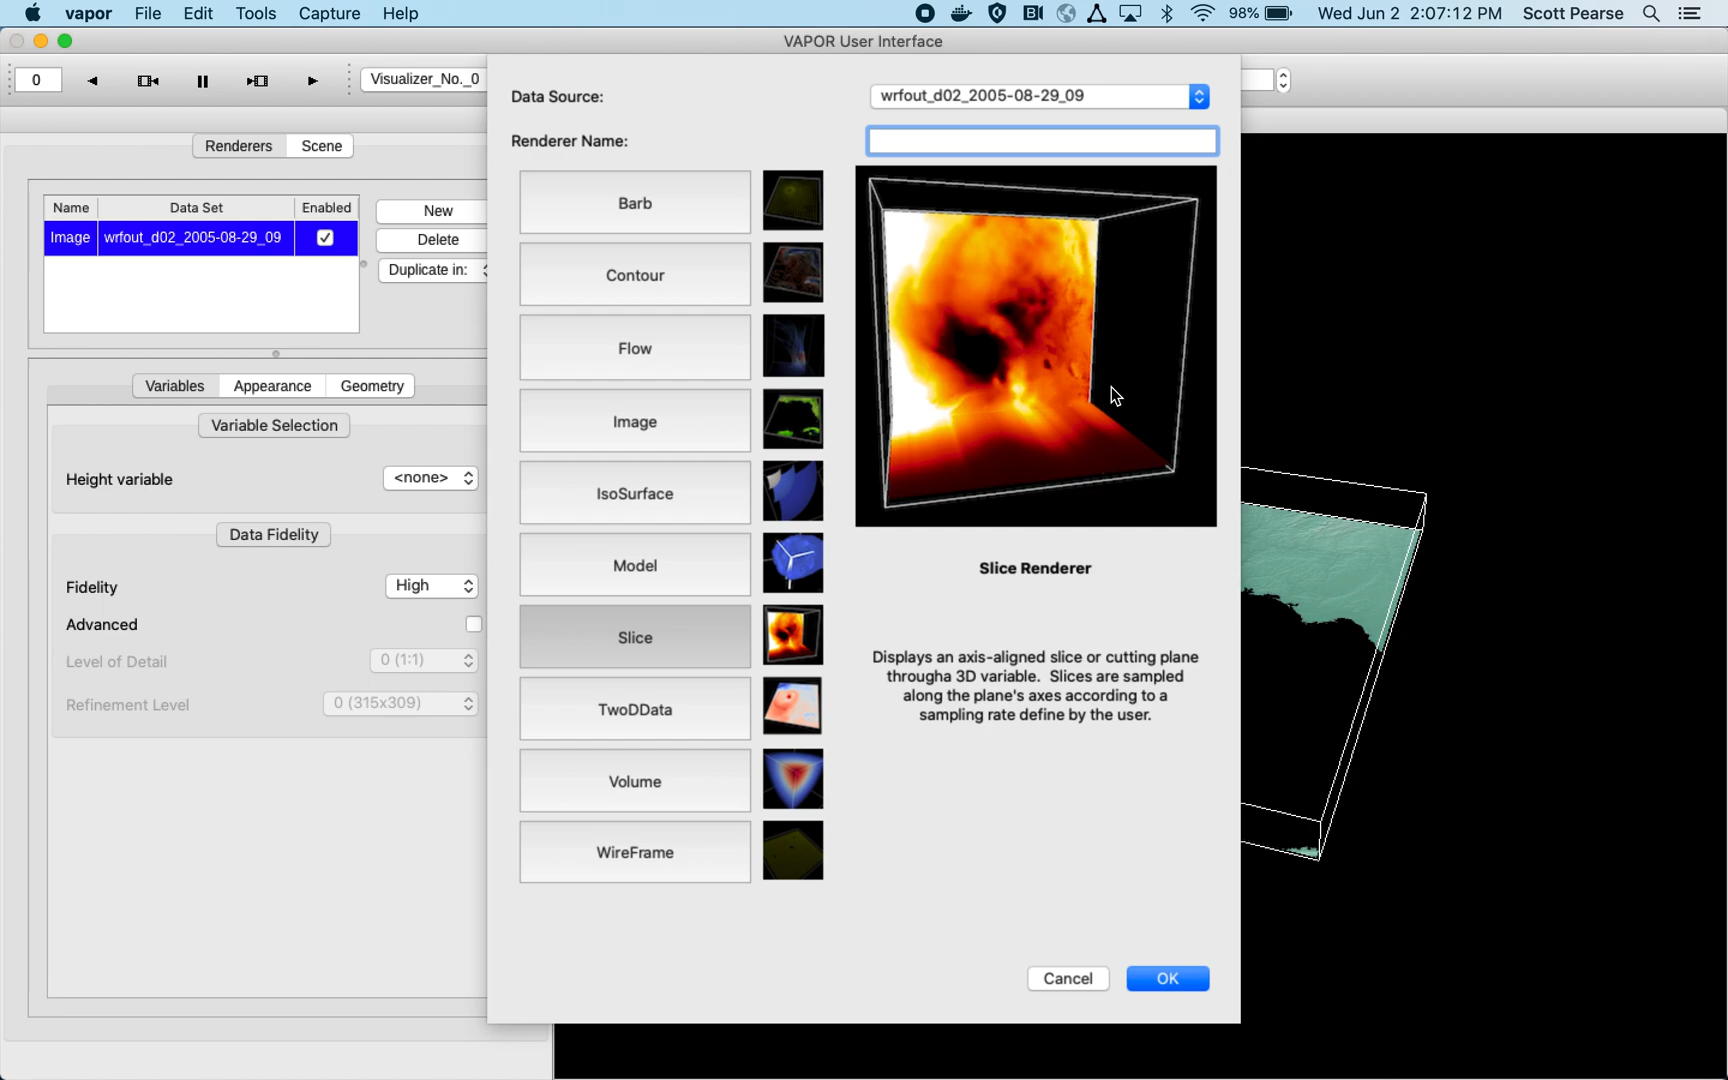 vapor File Edit Tools Capture Help 98% Wed Jun 2 2:07:12 PM Scott Pearse
VAPOR User Interface
0 Visualizer_No._0
Renderers Scene
Name Data Set Enabled
Image wrfout_d02_2005-08-29_09
New
Delete
Duplicate in:
Variables Appearance Geometry
Variable Selection
Height variable <none>
Data Fidelity
Fidelity High
Advanced
Level of Detail 0 (1:1)
Refinement Level 0 (315x309)
Data Source: wrfout_d02_2005-08-29_09
Renderer Name:
Barb
Contour
Flow
Image
IsoSurface
Model
Slice
TwoDData
Volume
WireFrame
Slice Renderer
Displays an axis-aligned slice or cutting plane
througha 3D variable. Slices are sampled
along the plane's axes according to a
sampling rate define by the user.
Cancel OK